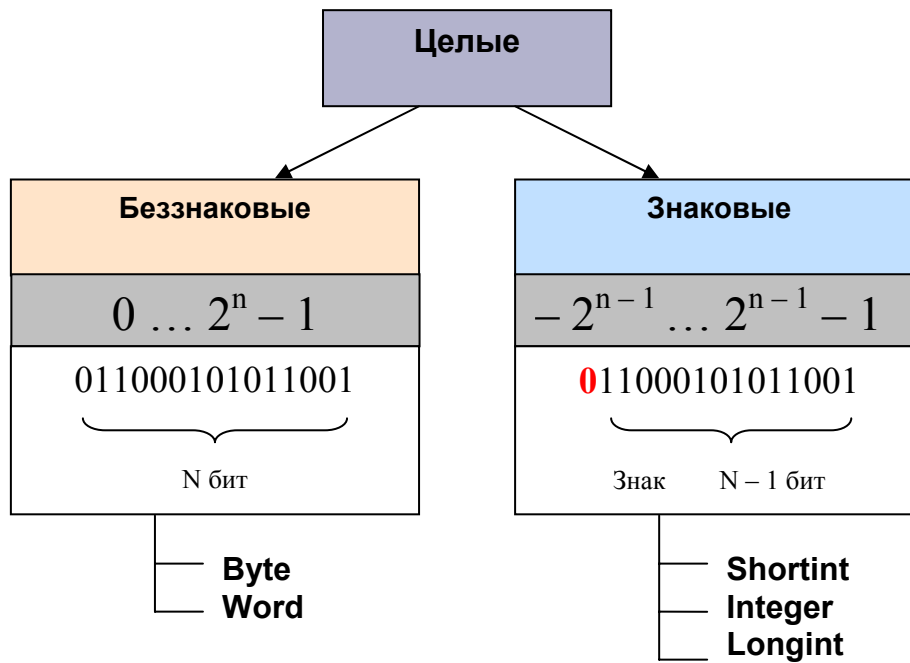 Целые
Беззнаковые
0 … 2ⁿ – 1
011000101011001
N бит
Byte
Word
Знаковые
– 2ⁿ ⁻ ¹ … 2ⁿ ⁻ ¹ – 1
011000101011001
Знак N – 1 бит
Shortint
Integer
Longint